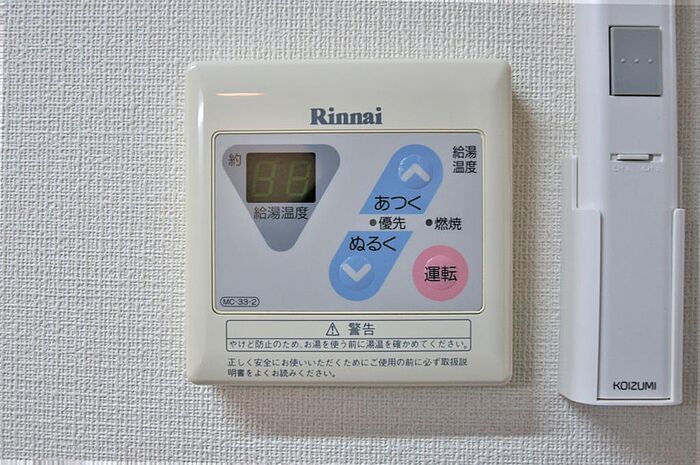 Rinnai
約
給湯温度
給湯
温度
あつく
優先
燃焼
ぬるく
運転
MC-33-2
警告
やけど防止のため、お湯を使う前に湯温を確かめてください。
正しく安全にお使いいただくためにご使用の前に必ず取扱説
明書をよくお読みください。
KOIZUMI